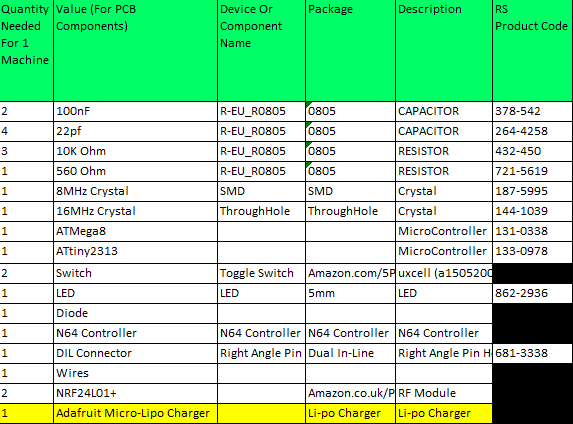 Quantity Needed For 1 Machine Value (For PCB Components) Device Or Component Name Package Description RS Product Code
2 100nF R-EU_R0805 0805 CAPACITOR 378-542
4 22pf R-EU_R0805 0805 CAPACITOR 264-4258
3 10K Ohm R-EU_R0805 0805 RESISTOR 432-450
1 560 Ohm R-EU_R0805 0805 RESISTOR 721-5619
1 8MHz Crystal SMD SMD Crystal 187-5995
1 16MHz Crystal ThroughHole ThroughHole Crystal 144-1039
1 ATMega8 MicroController 131-0338
1 ATtiny2313 MicroController 133-0978
2 Switch Toggle Switch Amazon.com/5P uxcell (a1505200
1 LED LED 5mm LED 862-2936
1 Diode
1 N64 Controller N64 Controller N64 Controller N64 Controller
1 DIL Connector Right Angle Pin Dual In-Line Right Angle Pin H 681-3338
1 Wires
2 NRF24L01+ Amazon.co.uk/P RF Module
1 Adafruit Micro-Lipo Charger Li-po Charger Li-po Charger